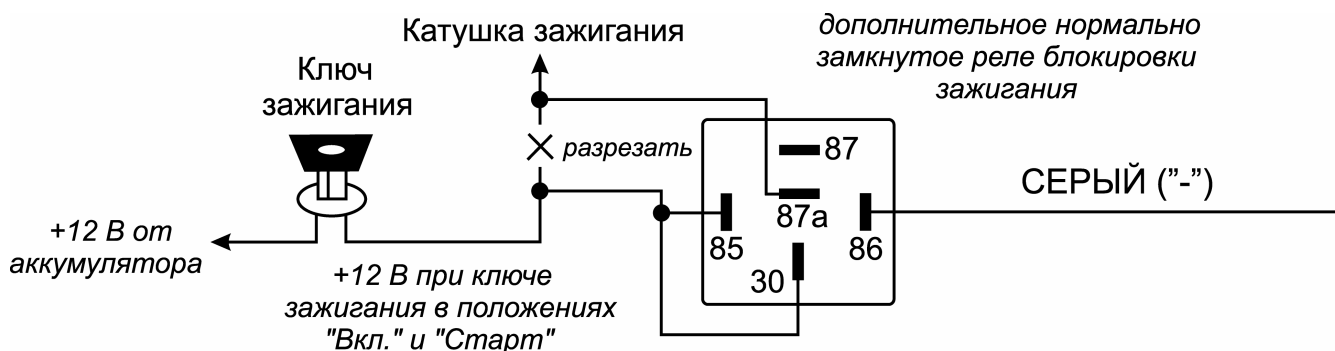 Катушка зажигания
дополнительное нормально
замкнутое реле блокировки
зажигания
Ключ
зажигания
разрезать
87
87a
85
86
30
СЕРЫЙ ("-")
+12 В от
аккумулятора
+12 В при ключе
зажигания в положениях
"Вкл." и "Старт"